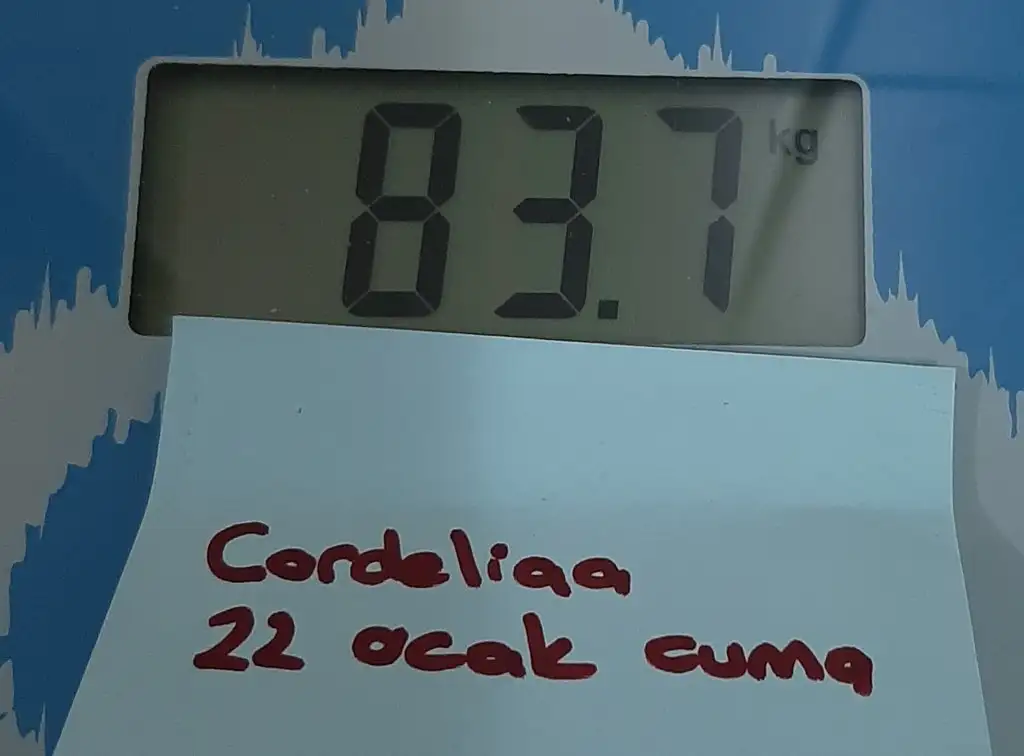 83.7 kg
Cordeliaa
22 ocak cuma